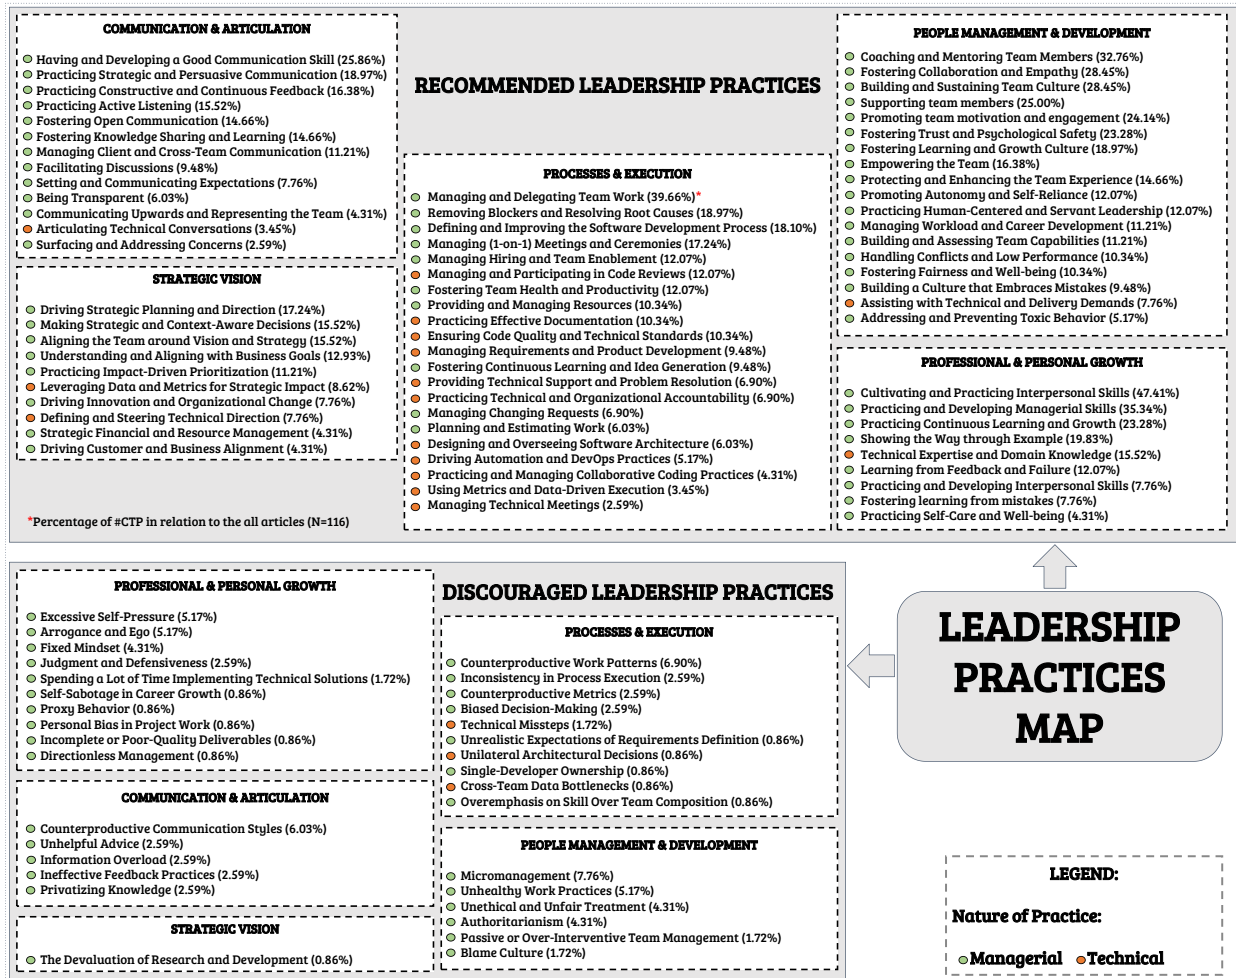 RECOMMENDED LEADERSHIP PRACTICES
COMMUNICATION & ARTICULATION
Having and Developing a Good Communication Skill (25.86%)
Practicing Strategic and Persuasive Communication (18.97%)
Practicing Constructive and Continuous Feedback (16.38%)
Practicing Active Listening (15.52%)
Fostering Open Communication (14.66%)
Fostering Knowledge Sharing and Learning (14.66%)
Managing Client and Cross-Team Communication (11.21%)
Facilitating Discussions (9.48%)
Setting and Communicating Expectations (7.76%)
Being Transparent (6.03%)
Communicating Upwards and Representing the Team (4.31%)
Articulating Technical Conversations (3.45%)
Surfacing and Addressing Concerns (2.59%)
STRATEGIC VISION
Driving Strategic Planning and Direction (17.24%)
Making Strategic and Context-Aware Decisions (15.52%)
Aligning the Team around Vision and Strategy (15.52%)
Understanding and Aligning with Business Goals (12.93%)
Practicing Impact-Driven Prioritization (11.21%)
Leveraging Data and Metrics for Strategic Impact (8.62%)
Driving Innovation and Organizational Change (7.76%)
Defining and Steering Technical Direction (7.76%)
Strategic Financial and Resource Management (4.31%)
Driving Customer and Business Alignment (4.31%)
*Percentage of #CTP in relation to the all articles (N=116)
PROCESSES & EXECUTION
Managing and Delegating Team Work (39.66%)*
Removing Blockers and Resolving Root Causes (18.97%)
Defining and Improving the Software Development Process (18.10%)
Managing (1-on-1) Meetings and Ceremonies (17.24%)
Managing Hiring and Team Enablement (12.07%)
Managing and Participating in Code Reviews (12.07%)
Fostering Team Health and Productivity (12.07%)
Providing and Managing Resources (10.34%)
Practicing Effective Documentation (10.34%)
Ensuring Code Quality and Technical Standards (10.34%)
Managing Requirements and Product Development (9.48%)
Fostering Continuous Learning and Idea Generation (9.48%)
Providing Technical Support and Problem Resolution (6.90%)
Practicing Technical and Organizational Accountability (6.90%)
Managing Changing Requests (6.90%)
Planning and Estimating Work (6.03%)
Designing and Overseeing Software Architecture (6.03%)
Driving Automation and DevOps Practices (5.17%)
Practicing and Managing Collaborative Coding Practices (4.31%)
Using Metrics and Data-Driven Execution (3.45%)
Managing Technical Meetings (2.59%)
PEOPLE MANAGEMENT & DEVELOPMENT
Coaching and Mentoring Team Members (32.76%)
Fostering Collaboration and Empathy (28.45%)
Building and Sustaining Team Culture (28.45%)
Supporting team members (25.00%)
Promoting team motivation and engagement (24.14%)
Fostering Trust and Psychological Safety (23.28%)
Fostering Learning and Growth Culture (18.97%)
Empowering the Team (16.38%)
Protecting and Enhancing the Team Experience (14.66%)
Promoting Autonomy and Self-Reliance (12.07%)
Practicing Human-Centered and Servant Leadership (12.07%)
Managing Workload and Career Development (11.21%)
Building and Assessing Team Capabilities (11.21%)
Handling Conflicts and Low Performance (10.34%)
Fostering Fairness and Well-being (10.34%)
Building a Culture that Embraces Mistakes (9.48%)
Assisting with Technical and Delivery Demands (7.76%)
Addressing and Preventing Toxic Behavior (5.17%)
PROFESSIONAL & PERSONAL GROWTH
Cultivating and Practicing Interpersonal Skills (47.41%)
Practicing and Developing Managerial Skills (35.34%)
Practicing Continuous Learning and Growth (23.28%)
Showing the Way through Example (19.83%)
Technical Expertise and Domain Knowledge (15.52%)
Learning from Feedback and Failure (12.07%)
Practicing and Developing Interpersonal Skills (7.76%)
Fostering learning from mistakes (7.76%)
Practicing Self-Care and Well-being (4.31%)
DISCOURAGED LEADERSHIP PRACTICES
PROFESSIONAL & PERSONAL GROWTH
Excessive Self-Pressure (5.17%)
Arrogance and Ego (5.17%)
Fixed Mindset (4.31%)
Judgment and Defensiveness (2.59%)
Spending a Lot of Time Implementing Technical Solutions (1.72%)
Self-Sabotage in Career Growth (0.86%)
Proxy Behavior (0.86%)
Personal Bias in Project Work (0.86%)
Incomplete or Poor-Quality Deliverables (0.86%)
Directionless Management (0.86%)
COMMUNICATION & ARTICULATION
Counterproductive Communication Styles (6.03%)
Unhelpful Advice (2.59%)
Information Overload (2.59%)
Ineffective Feedback Practices (2.59%)
Privatizing Knowledge (2.59%)
STRATEGIC VISION
The Devaluation of Research and Development (0.86%)
PROCESSES & EXECUTION
Counterproductive Work Patterns (6.90%)
Inconsistency in Process Execution (2.59%)
Counterproductive Metrics (2.59%)
Biased Decision-Making (2.59%)
Technical Missteps (1.72%)
Unrealistic Expectations of Requirements Definition (0.86%)
Unilateral Architectural Decisions (0.86%)
Single-Developer Ownership (0.86%)
Cross-Team Data Bottlenecks (0.86%)
Overemphasis on Skill Over Team Composition (0.86%)
PEOPLE MANAGEMENT & DEVELOPMENT
Micromanagement (7.76%)
Unhealthy Work Practices (5.17%)
Unethical and Unfair Treatment (4.31%)
Authoritarianism (4.31%)
Passive or Over-Interventive Team Management (1.72%)
Blame Culture (1.72%)
LEADERSHIP
PRACTICES
MAP
LEGEND:
Nature of Practice:
Managerial Technical